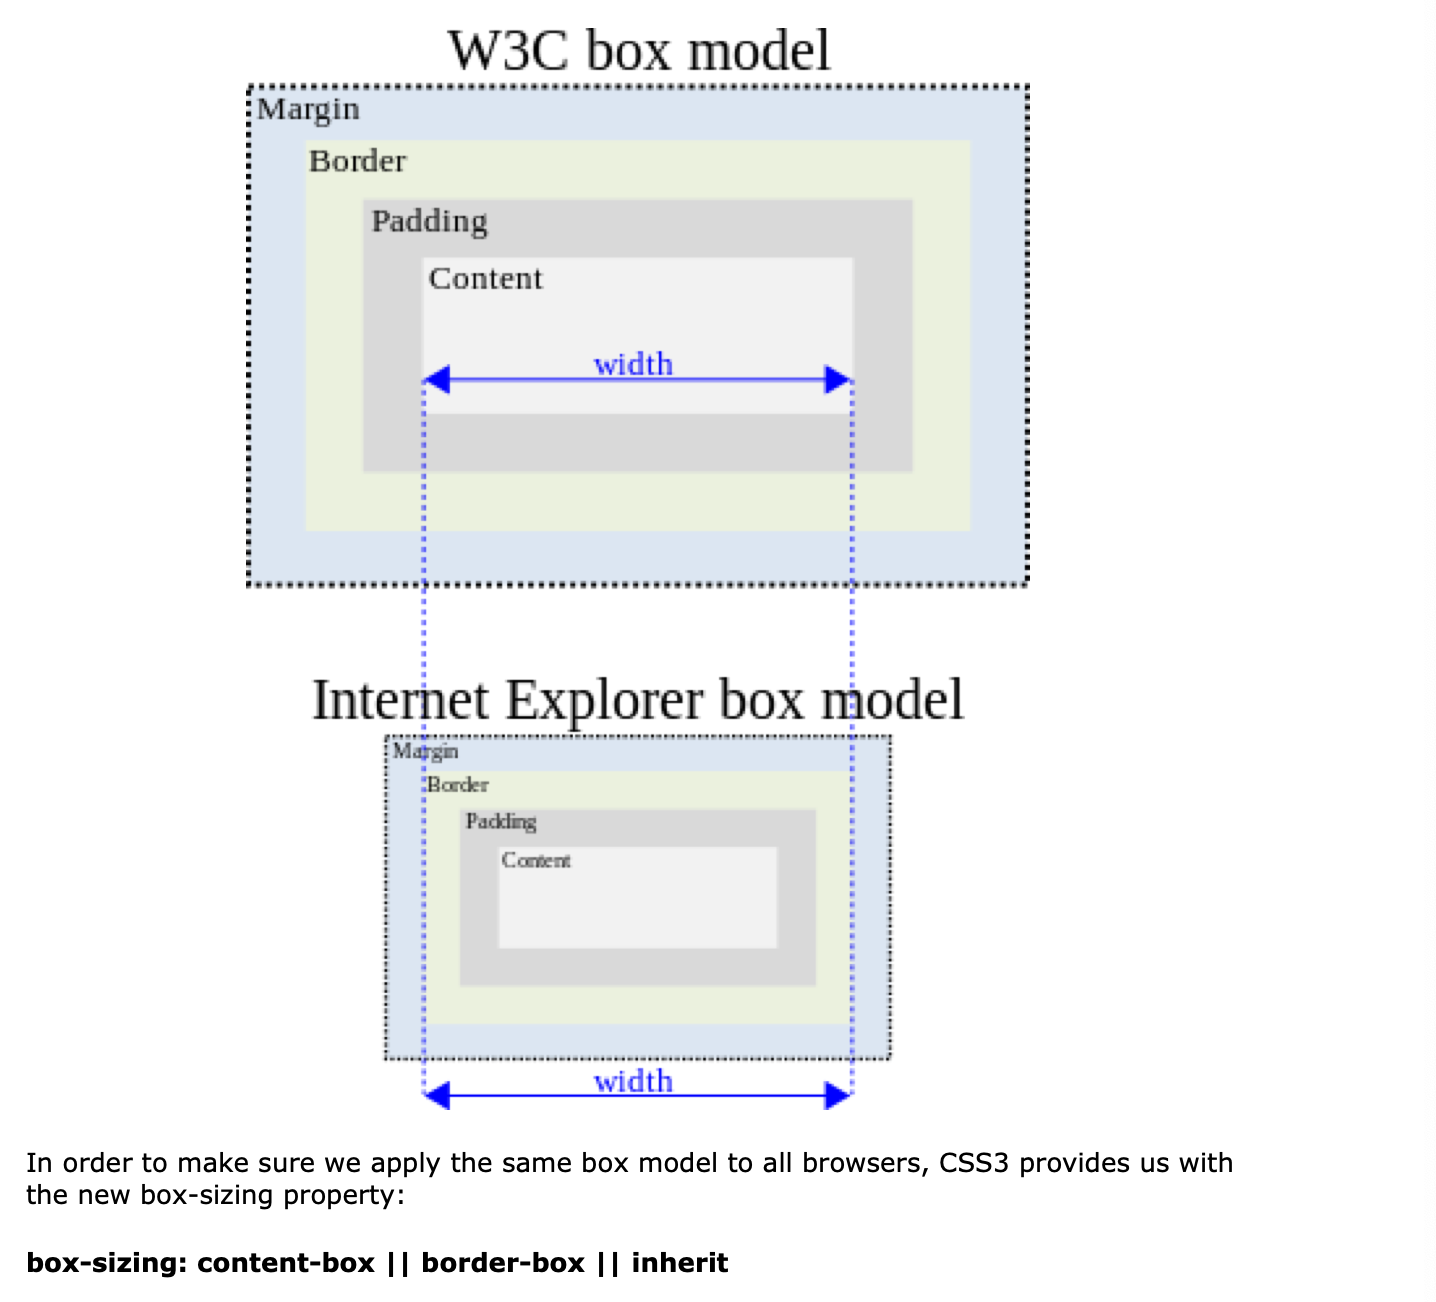 W3C box model
Margin
Border
Padding
Content
width
Internet Explorer box model
Margin
Border
Padding
Content
width
In order to make sure we apply the same box model to all browsers, CSS3 provides us with
the new box-sizing property:
box-sizing: content-box || border-box || inherit